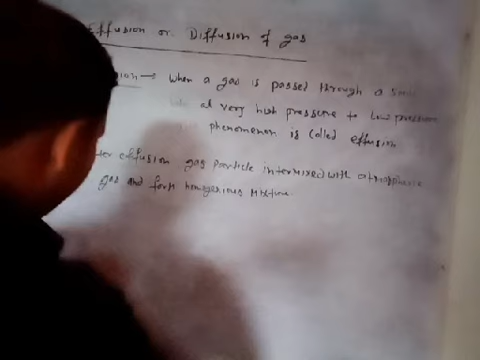 Effusion or Diffusion of gas
When a gas is passed through a
at very high pressure to low pressure
phenomenon is called effusion
effusion gas particle intermixed with atmospheric
gas and form homogenious Mixture.